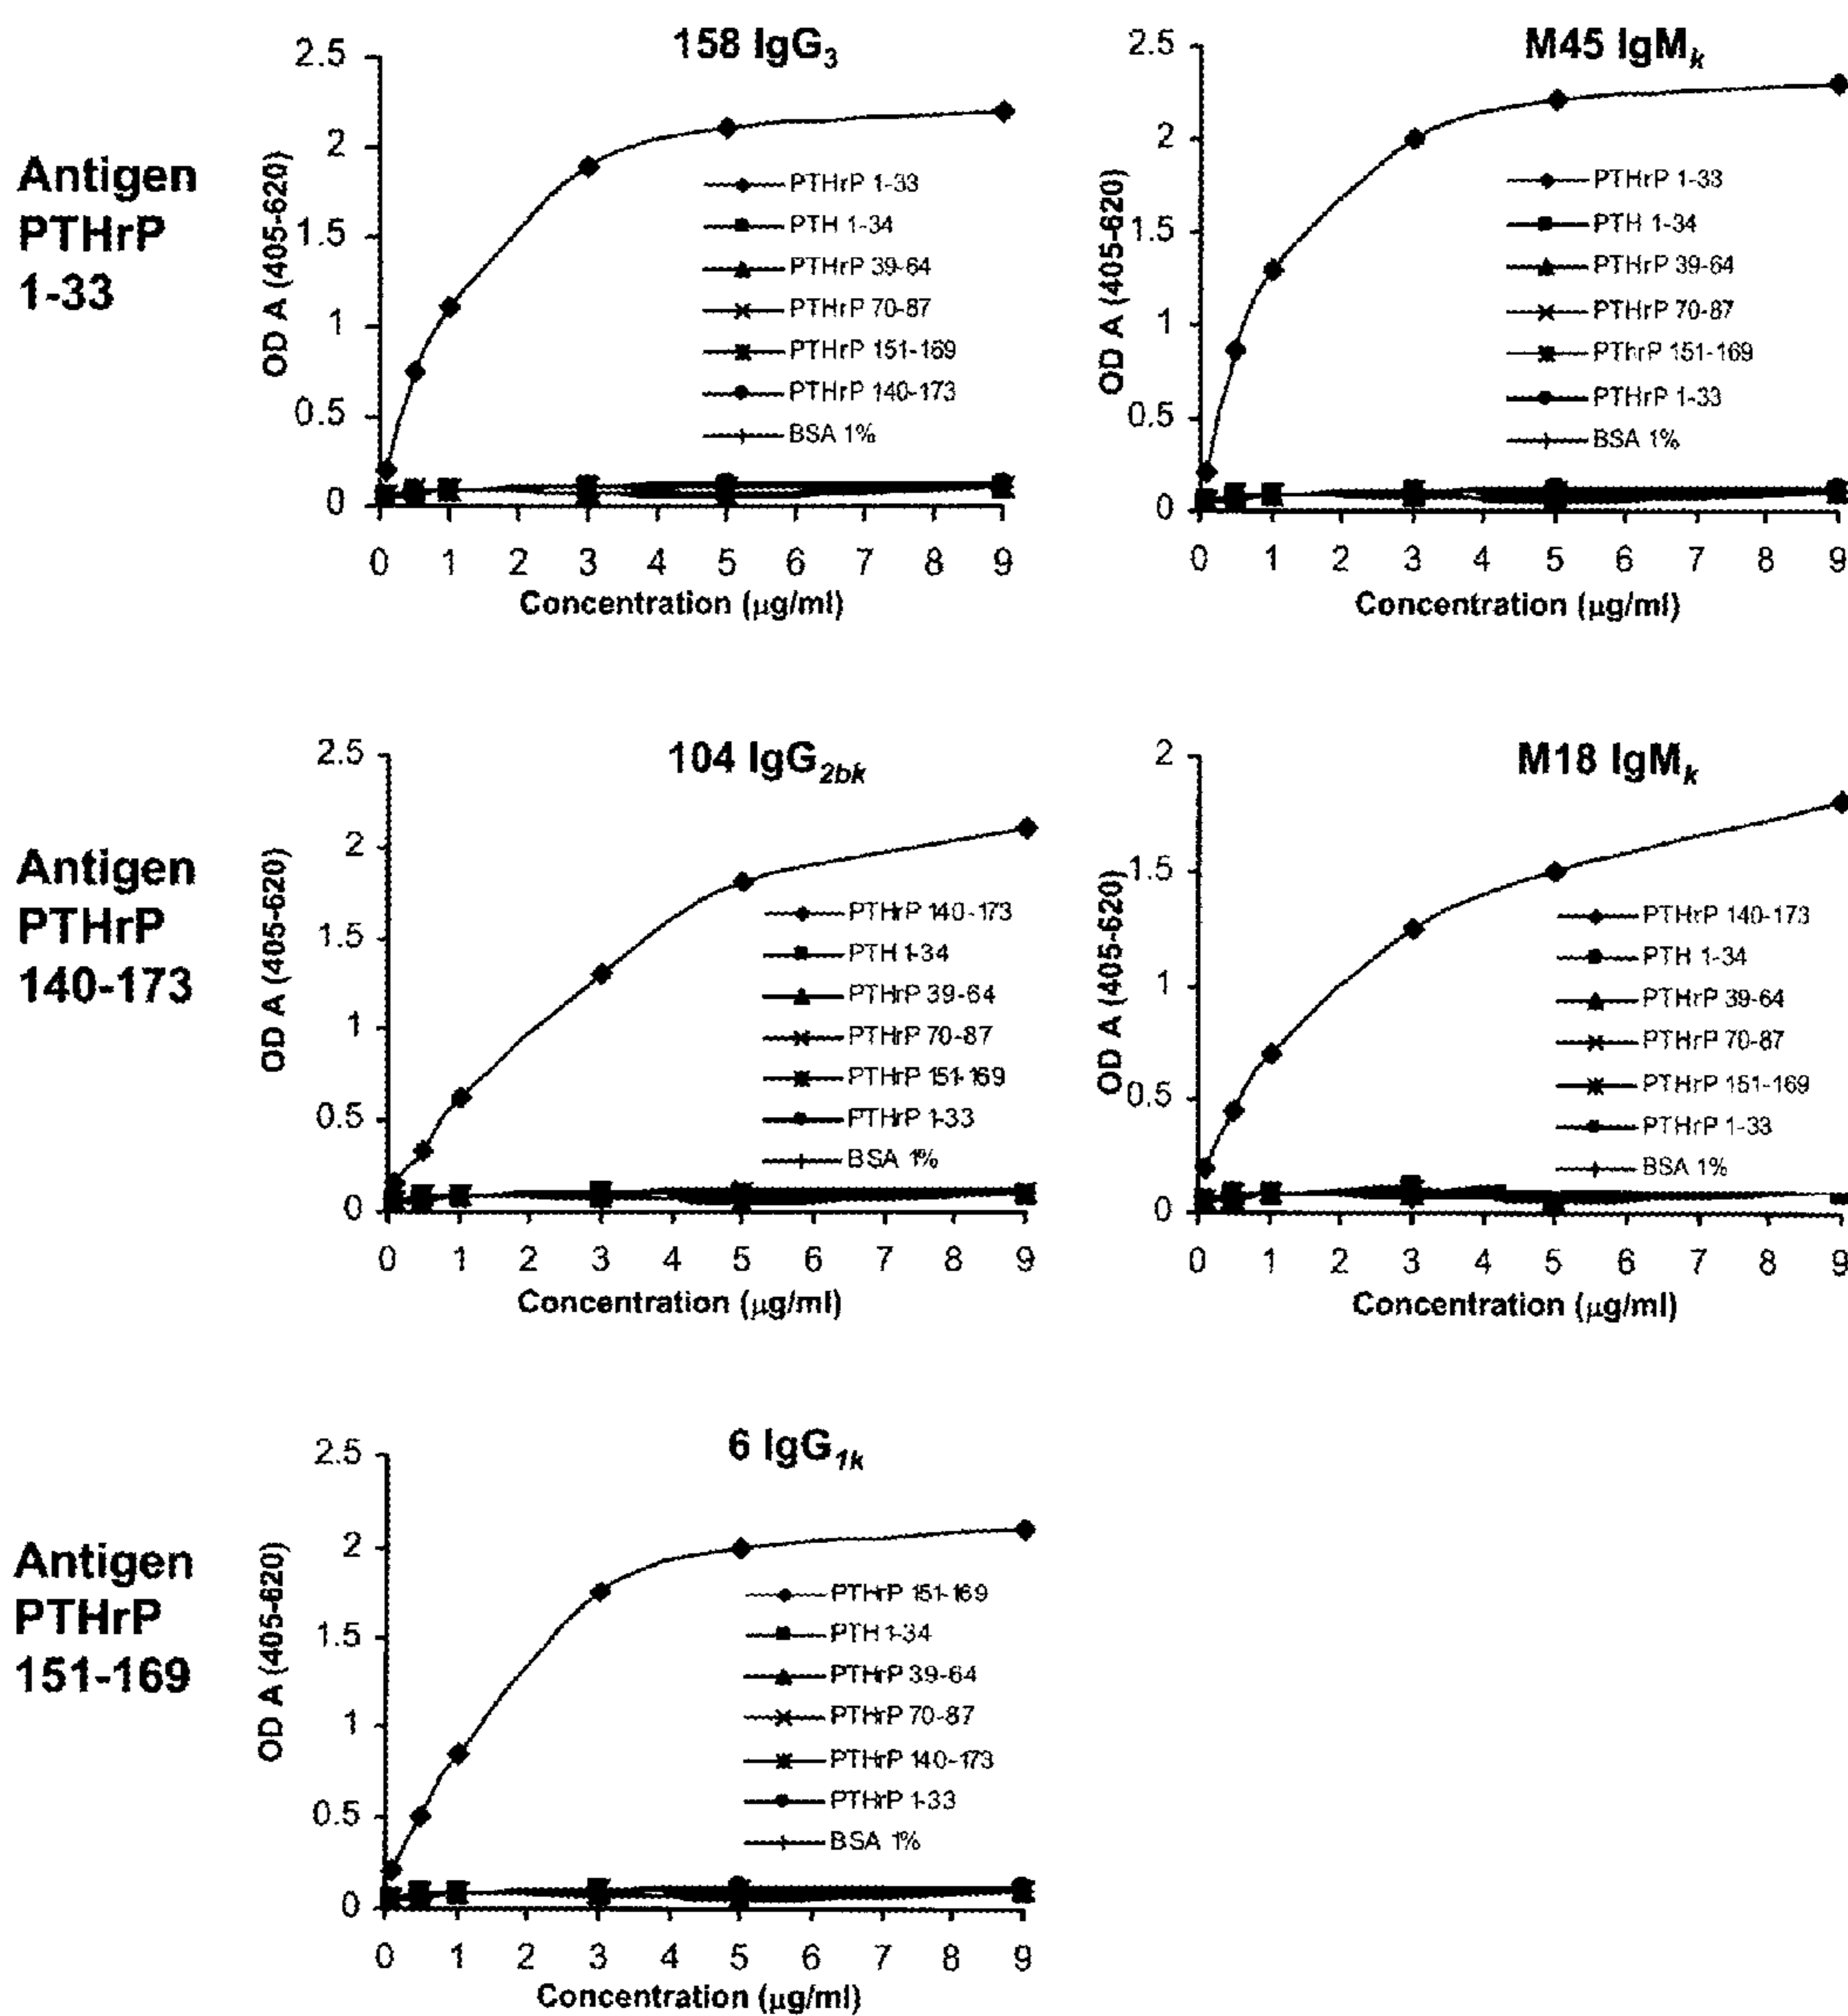 Antigen
PTHrP
1-33
158 IgG3
OD A (405-620)
2.5
2
1.5
1
0.5
0
PTHrP 1-33
PTH 1-34
PTHrP 39-64
PTHrP 70-87
PTHrP 151-169
PTHrP 140-173
BSA 1%
0 1 2 3 4 5 6 7 8 9
Concentration (µg/ml)
M45 IgMk
OD A (405-620)
2.5
2
1.5
1
0.5
0
PTHrP 1-33
PTH 1-34
PTHrP 39-64
PTHrP 70-87
PThrP 151-169
PTHrP 1-33
BSA 1%
0 1 2 3 4 5 6 7 8 9
Concentration (µg/ml)
Antigen
PTHrP
140-173
104 IgG2bk
OD A (405-620)
2.5
2
1.5
1
0.5
0
PTHrP 140-173
PTH 1-34
PTHrP 39-64
PTHrP 70-87
PTHrP 151-169
PTHrP 1-33
BSA 1%
0 1 2 3 4 5 6 7 8 9
Concentration (µg/ml)
M18 IgMk
OD A (405-620)
2
1.5
1
0.5
0
PTHrP 140-173
PTH 1-34
PTHrP 39-64
PTHrP 70-87
PTHrP 151-169
PTHrP 1-33
BSA 1%
0 1 2 3 4 5 6 7 8 9
Concentration (µg/ml)
Antigen
PTHrP
151-169
6 IgG1k
OD A (405-620)
2.5
2
1.5
1
0.5
0
PTHrP 151-169
PTH 1-34
PTHrP 39-64
PTHrP 70-87
PTHrP 140-173
PTHrP 1-33
BSA 1%
0 1 2 3 4 5 6 7 8 9
Concentration (µg/ml)